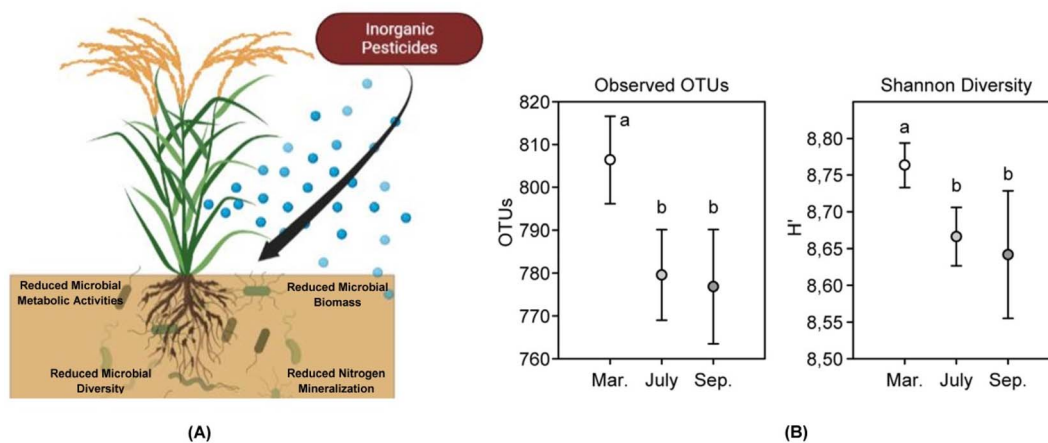 Inorganic
Pesticides
Reduced Microbial
Metabolic Activities
Reduced Microbial
Biomass
Reduced Microbial
Diversity
Reduced Nitrogen
Mineralization
(A)
Observed OTUs
820
810
800
790
780
770
760
OTUs
a
b
b
Mar. July Sep.
Shannon Diversity
8,80
8,75
8,70
8,65
8,60
8,55
8,50
H'
a
b
b
Mar. July Sep.
(B)